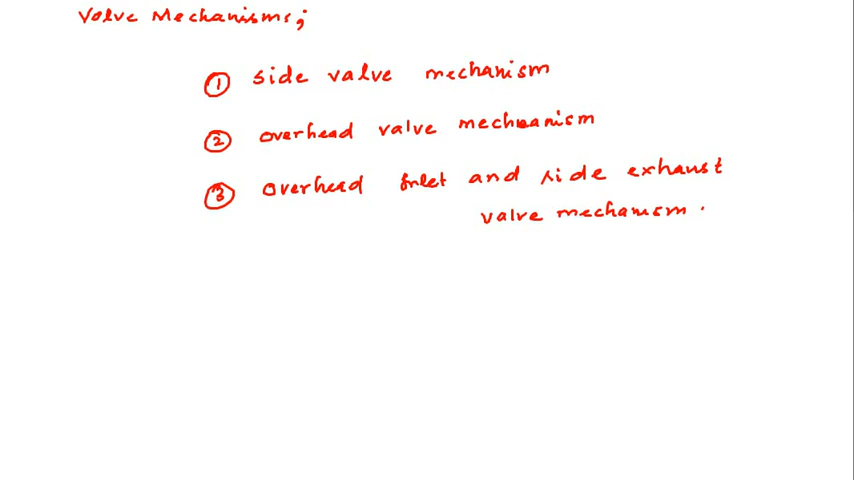 Valve Mechanisms;
① side valve mechanism
② overhead valve mechanism
③ overhead Inlet and side exhaust
valve mechanism.